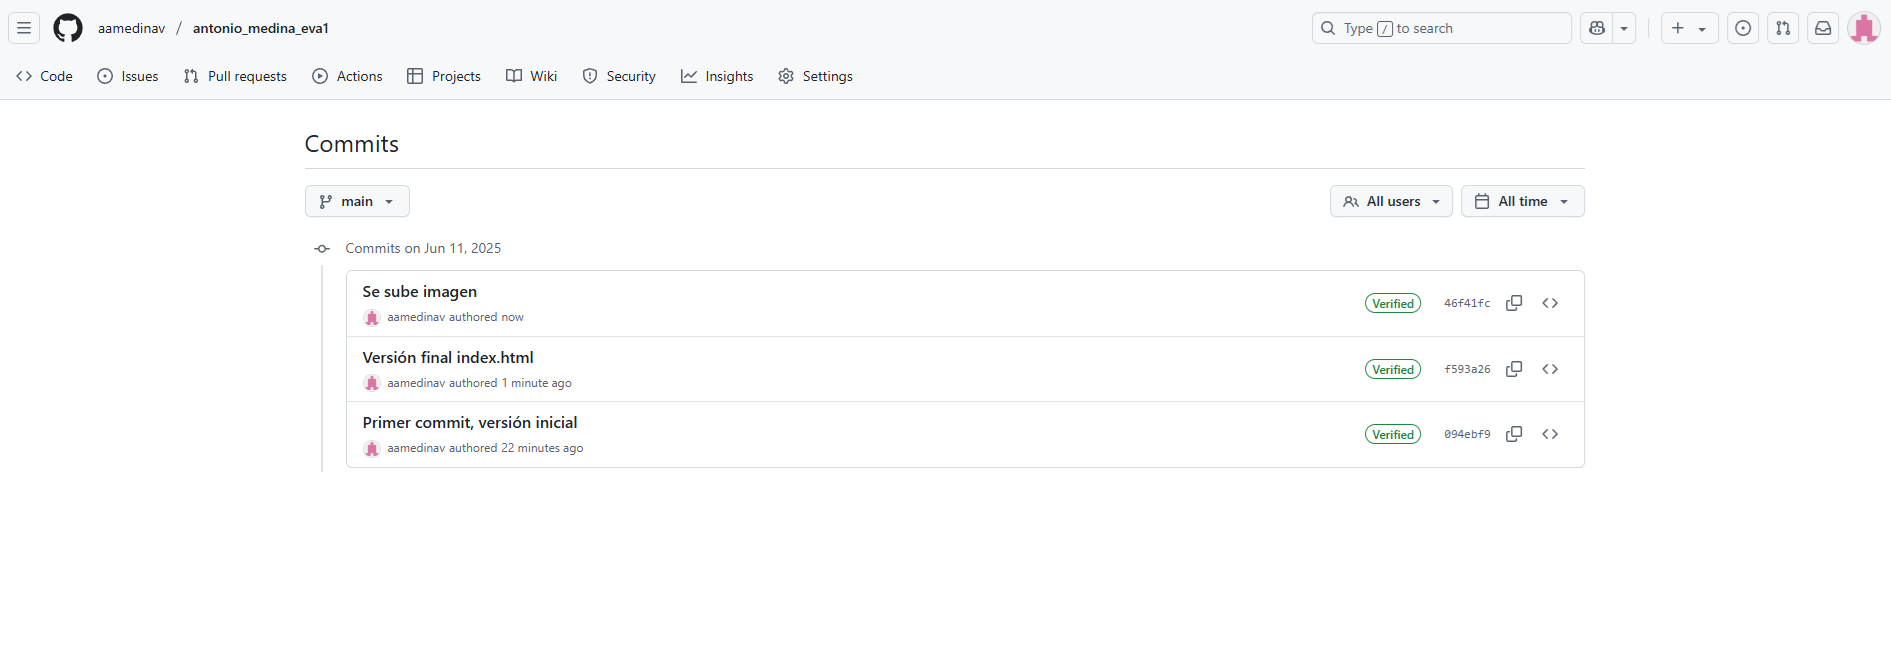 aamedinav / antonio_medina_eva1
Type / to search
Code Issues Pull requests Actions Projects Wiki Security Insights Settings
Commits
main All users All time
Commits on Jun 11, 2025
Se sube imagen
aamedinav authored now
Verified 46f41fc
Versión final index.html
aamedinav authored 1 minute ago
Verified f593a26
Primer commit, versión inicial
aamedinav authored 22 minutes ago
Verified 094ebf9